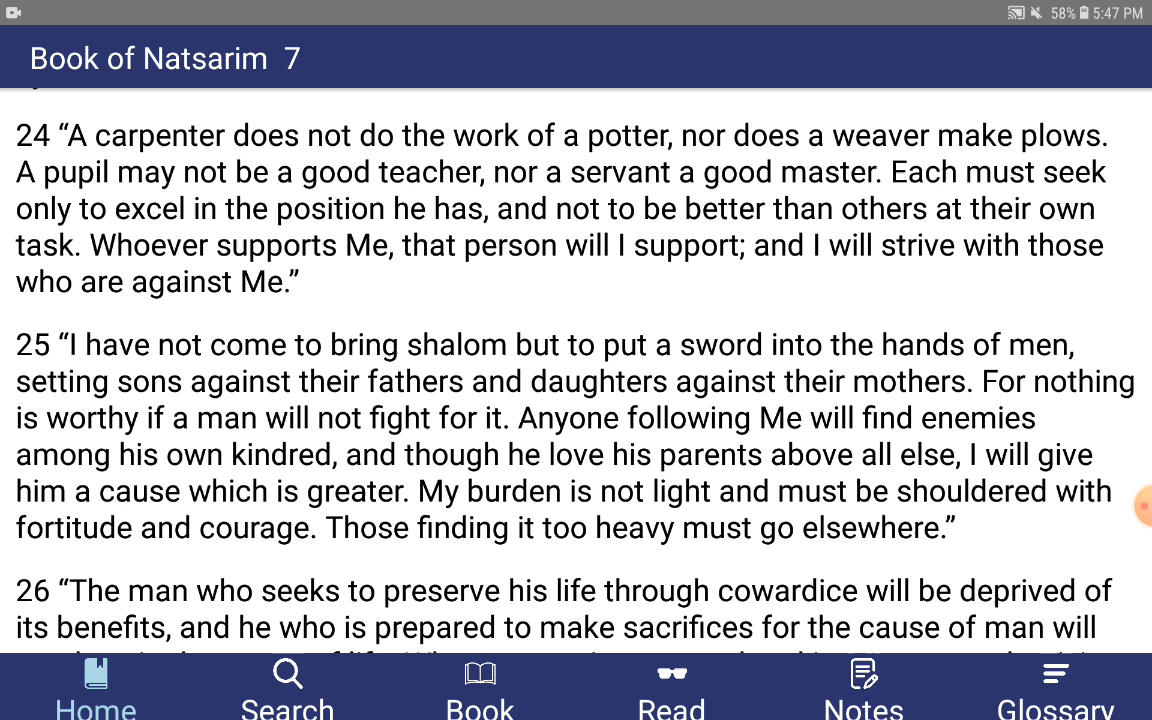 58% 5:47 PM
Book of Natsarim 7
24 “A carpenter does not do the work of a potter, nor does a weaver make plows.
A pupil may not be a good teacher, nor a servant a good master. Each must seek
only to excel in the position he has, and not to be better than others at their own
task. Whoever supports Me, that person will I support; and I will strive with those
who are against Me.”
25 “I have not come to bring shalom but to put a sword into the hands of men,
setting sons against their fathers and daughters against their mothers. For nothing
is worthy if a man will not fight for it. Anyone following Me will find enemies
among his own kindred, and though he love his parents above all else, I will give
him a cause which is greater. My burden is not light and must be shouldered with
fortitude and courage. Those finding it too heavy must go elsewhere.”
26 “The man who seeks to preserve his life through cowardice will be deprived of
its benefits, and he who is prepared to make sacrifices for the cause of man will
Home Search Book Read Notes Glossary